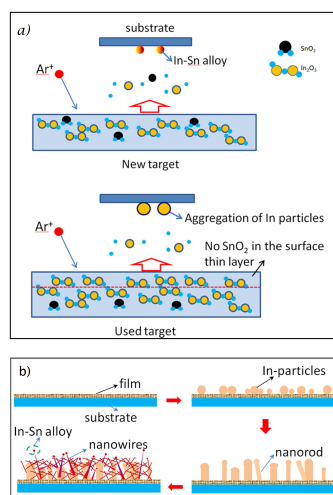 a)
substrate
In-Sn alloy
SnO2
In2O3
Ar+
New target
Ar+
Aggregation of In particles
No SnO2 in the surface
thin layer
Used target
b)
film
substrate
In-particles
In-Sn alloy
nanowires
nanorod